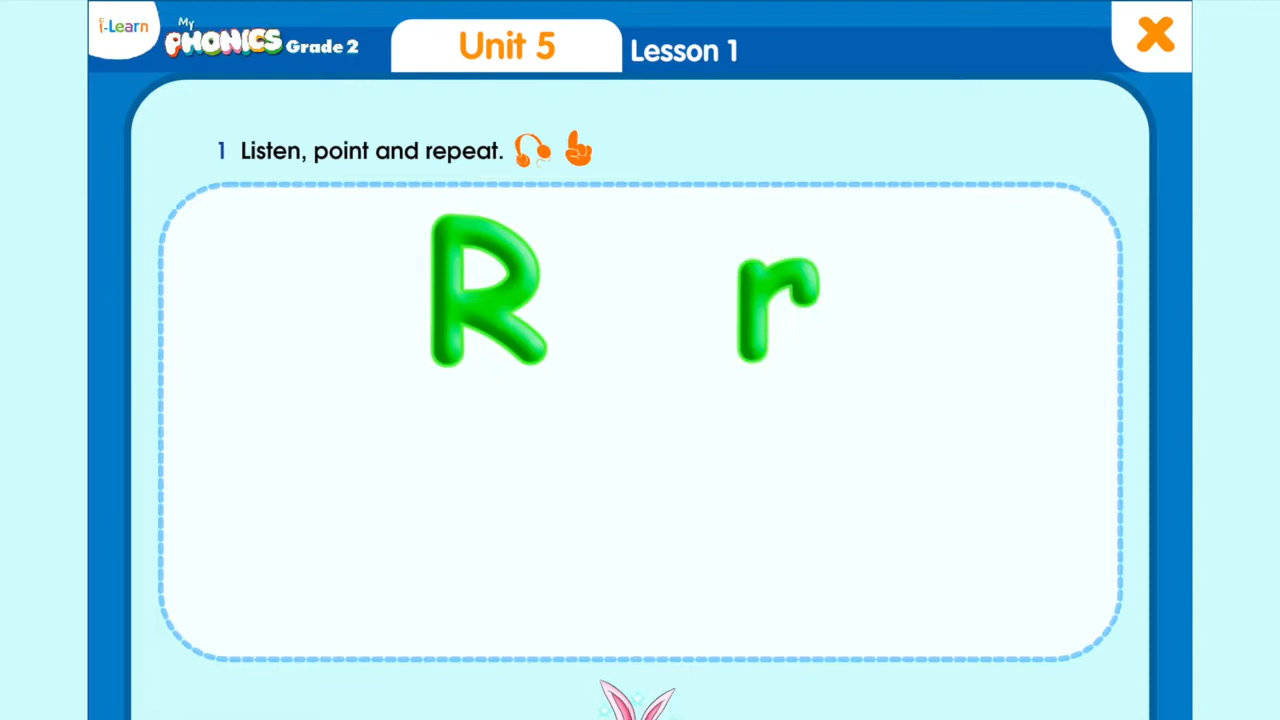 i-Learn
My
PHONICS Grade 2
Unit 5
Lesson 1
1 Listen, point and repeat.
R r